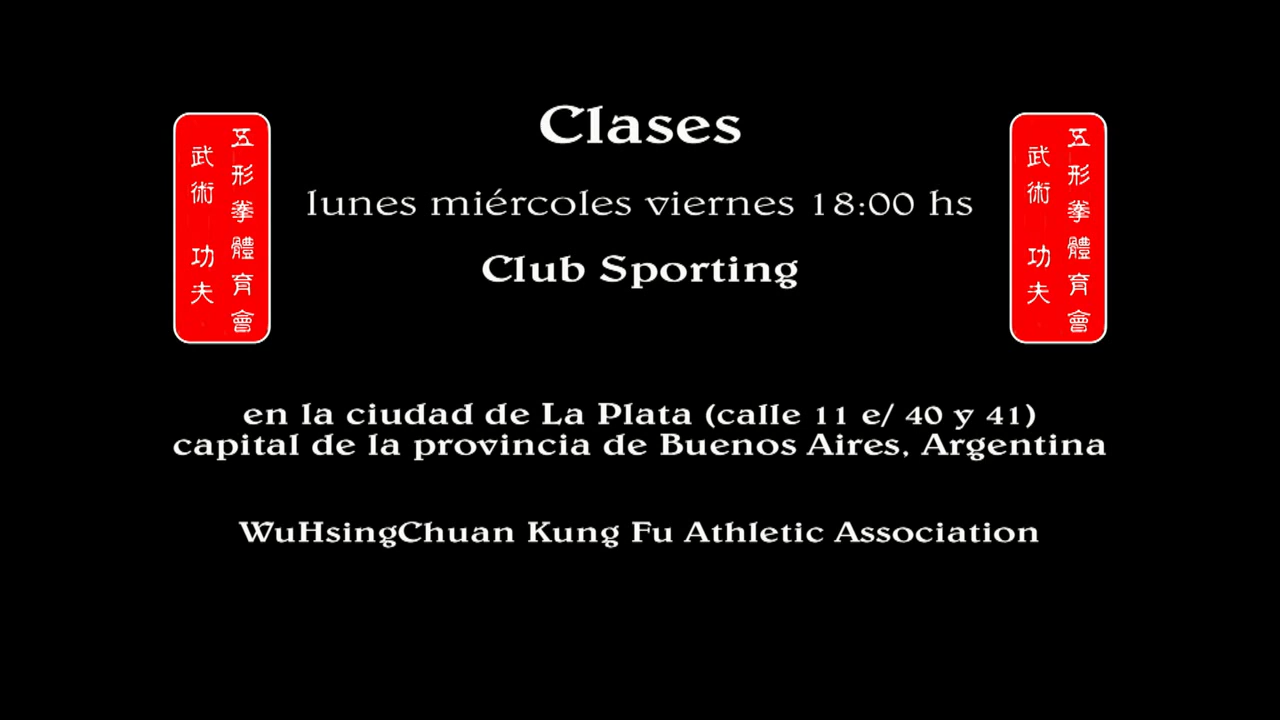 Clases
lunes miércoles viernes 18:00 hs
Club Sporting
五形拳體育會
武術 功夫
五形拳體育會
武術 功夫
en la ciudad de La Plata (calle 11 e/ 40 y 41)
capital de la provincia de Buenos Aires, Argentina
WuHsingChuan Kung Fu Athletic Association